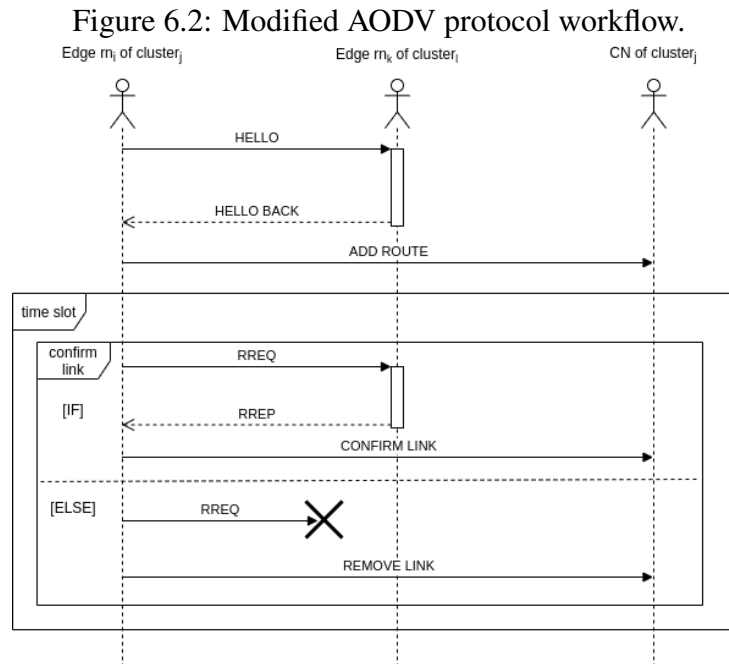 Figure 6.2: Modified AODV protocol workflow.
Edge rnᵢ of clusterⱼ
Edge rnₖ of clusterₗ
CN of clusterⱼ
HELLO
HELLO BACK
ADD ROUTE
time slot
confirm
link
RREQ
[IF]
RREP
CONFIRM LINK
[ELSE]
RREQ
REMOVE LINK